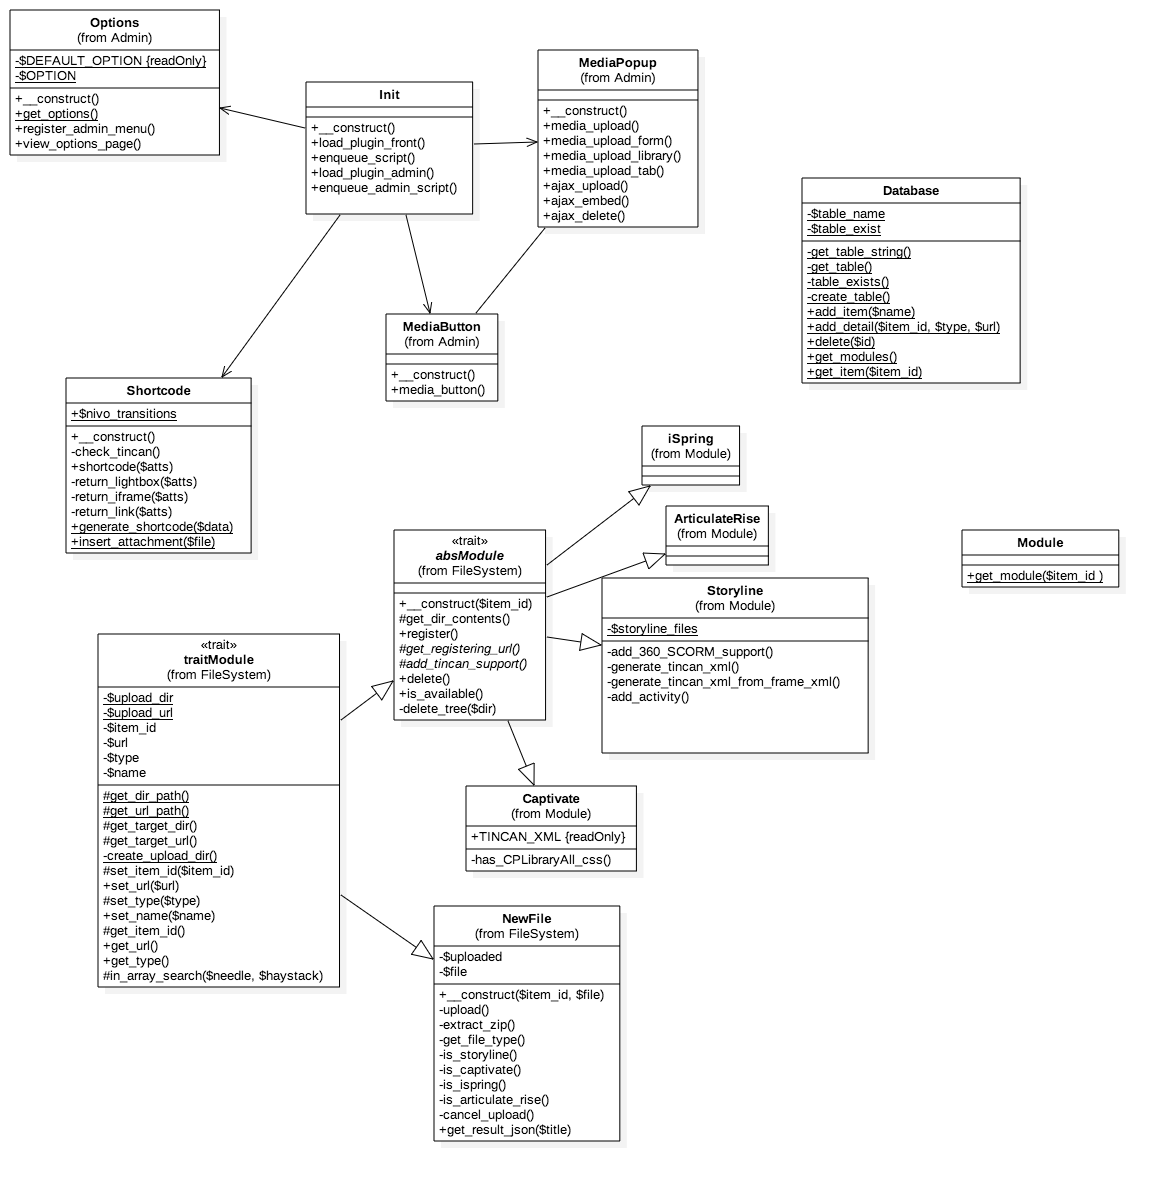 Options
(from Admin)
-$DEFAULT_OPTION {readOnly}
-$OPTION
+__construct()
+get_options()
+register_admin_menu()
+view_options_page()
Init
+__construct()
+load_plugin_front()
+enqueue_script()
+load_plugin_admin()
+enqueue_admin_script()
MediaPopup
(from Admin)
+__construct()
+media_upload()
+media_upload_form()
+media_upload_library()
+media_upload_tab()
+ajax_upload()
+ajax_embed()
+ajax_delete()
Database
-$table_name
-$table_exist
-get_table_string()
-get_table()
-table_exists()
-create_table()
+add_item($name)
+add_detail($item_id, $type, $url)
+delete($id)
+get_modules()
+get_item($item_id)
MediaButton
(from Admin)
+__construct()
+media_button()
Shortcode
+$nivo_transitions
+__construct()
-check_tincan()
+shortcode($atts)
-return_lightbox($atts)
-return_iframe($atts)
-return_link($atts)
+generate_shortcode($data)
+insert_attachment($file)
iSpring
(from Module)
ArticulateRise
(from Module)
«trait»
absModule
(from FileSystem)
+__construct($item_id)
#get_dir_contents()
+register()
#get_registering_url()
#add_tincan_support()
+delete()
+is_available()
-delete_tree($dir)
Module
+get_module($item_id )
Storyline
(from Module)
-$storyline_files
-add_360_SCORM_support()
-generate_tincan_xml()
-generate_tincan_xml_from_frame_xml()
-add_activity()
«trait»
traitModule
(from FileSystem)
-$upload_dir
-$upload_url
-$item_id
-$url
-$type
-$name
#get_dir_path()
#get_url_path()
#get_target_dir()
#get_target_url()
-create_upload_dir()
#set_item_id($item_id)
+set_url($url)
#set_type($type)
+set_name($name)
#get_item_id()
+get_url()
+get_type()
#in_array_search($needle, $haystack)
Captivate
(from Module)
+TINCAN_XML {readOnly}
-has_CPLibraryAll_css()
NewFile
(from FileSystem)
-$uploaded
-$file
+__construct($item_id, $file)
-upload()
-extract_zip()
-get_file_type()
-is_storyline()
-is_captivate()
-is_ispring()
-is_articulate_rise()
-cancel_upload()
+get_result_json($title)